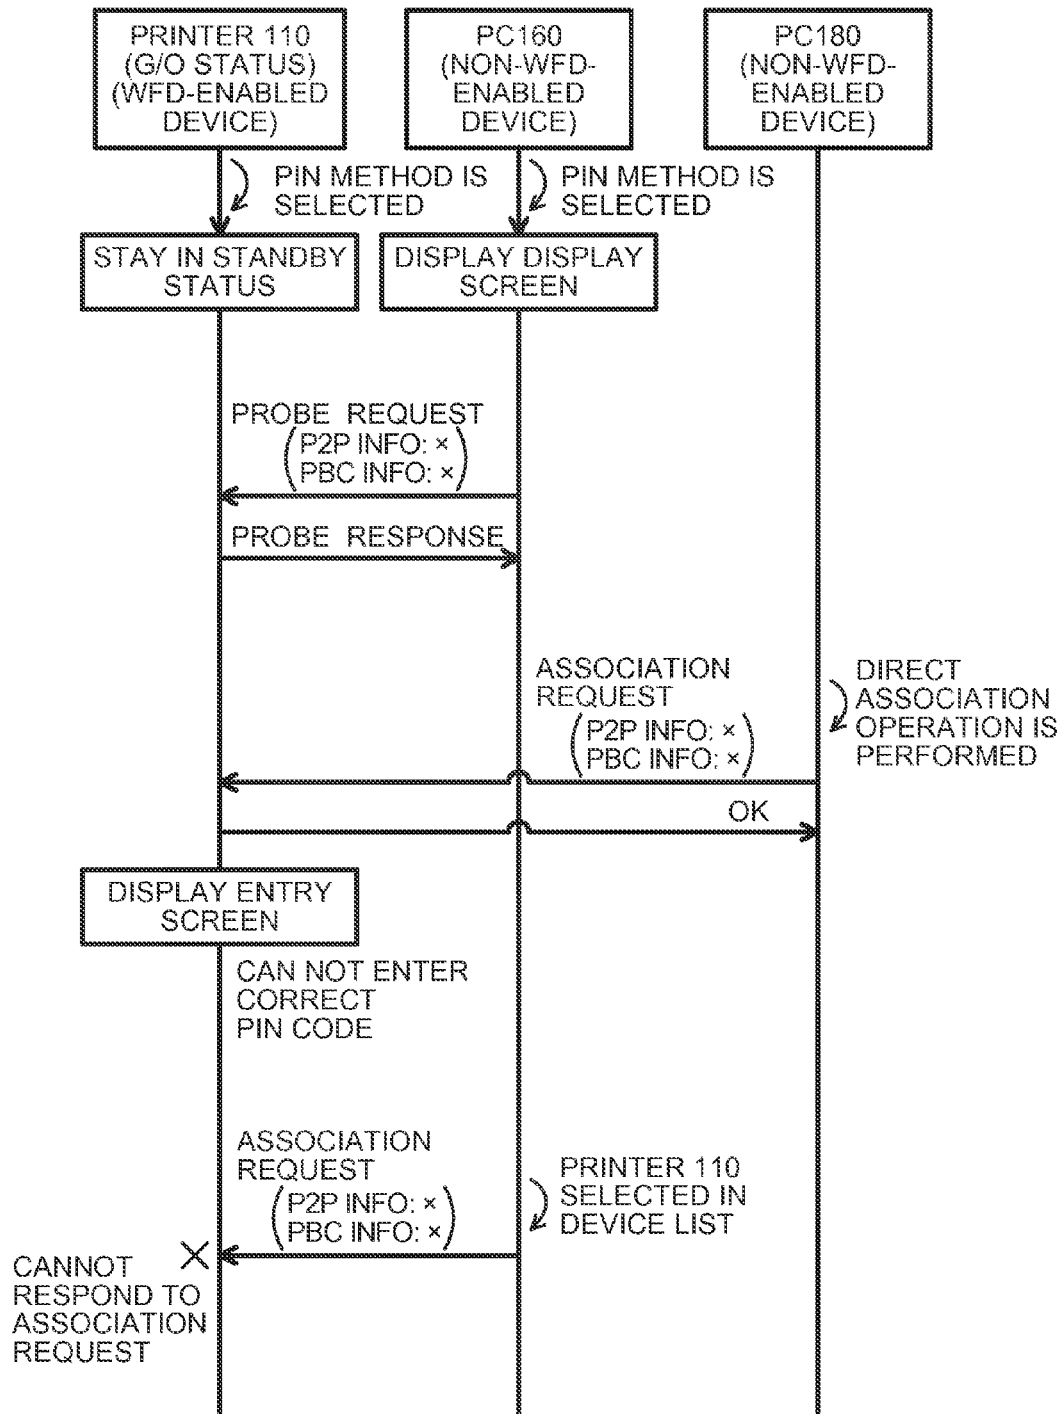 PRINTER 110
(G/O STATUS)
(WFD-ENABLED
DEVICE)
PC160
(NON-WFD-
ENABLED
DEVICE)
PC180
(NON-WFD-
ENABLED
DEVICE)
PIN METHOD IS
SELECTED
PIN METHOD IS
SELECTED
STAY IN STANDBY
STATUS
DISPLAY DISPLAY
SCREEN
PROBE REQUEST
(P2P INFO: ×
PBC INFO: ×)
PROBE RESPONSE
ASSOCIATION
REQUEST
(P2P INFO: ×
PBC INFO: ×)
DIRECT
ASSOCIATION
OPERATION IS
PERFORMED
OK
DISPLAY ENTRY
SCREEN
CAN NOT ENTER
CORRECT
PIN CODE
ASSOCIATION
REQUEST
(P2P INFO: ×
PBC INFO: ×)
PRINTER 110
SELECTED IN
DEVICE LIST
CANNOT
RESPOND TO
ASSOCIATION
REQUEST